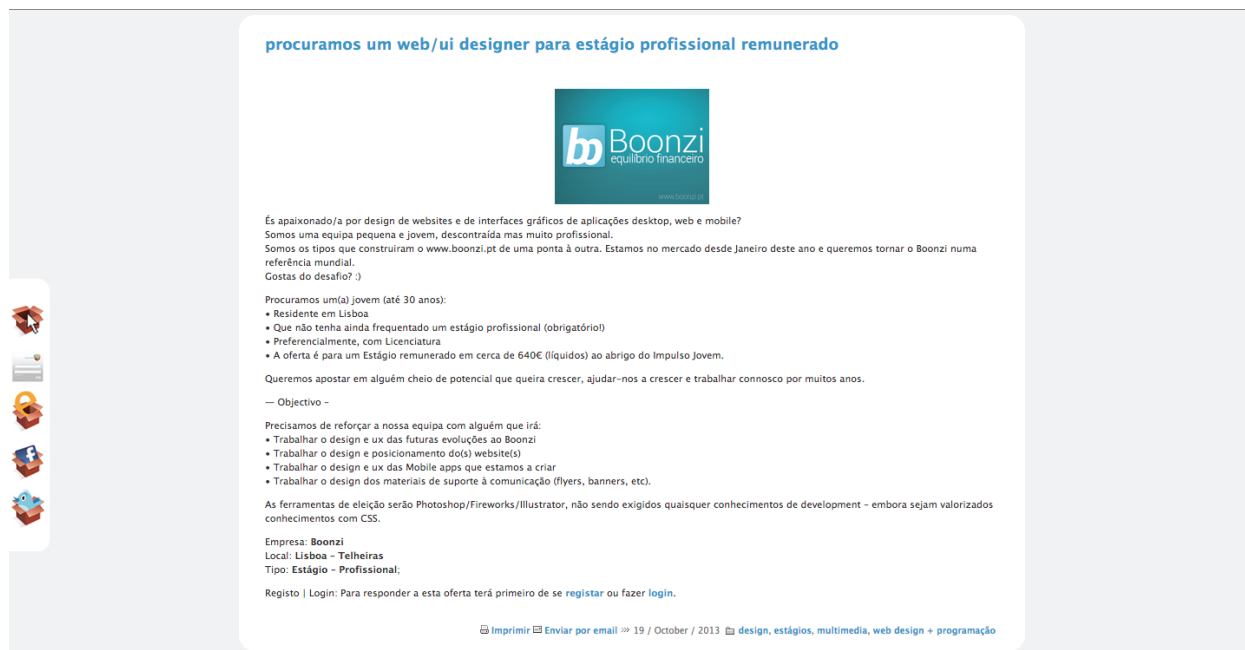 procuramos um web/ui designer para estágio profissional remunerado
bo Boonzi
equilíbrio financeiro
www.boonzi.pt
És apaixonado/a por design de websites e de interfaces gráficos de aplicações desktop, web e mobile?
Somos uma equipa pequena e jovem, descontraída mas muito profissional.
Somos os tipos que construiram o www.boonzi.pt de uma ponta à outra. Estamos no mercado desde Janeiro deste ano e queremos tornar o Boonzi numa
referência mundial.
Gostas do desafio? :)
Procuramos um(a) jovem (até 30 anos):
• Residente em Lisboa
• Que não tenha ainda frequentado um estágio profissional (obrigatório!)
• Preferencialmente, com Licenciatura
• A oferta é para um Estágio remunerado em cerca de 640€ (líquidos) ao abrigo do Impulso Jovem.
Queremos apostar em alguém cheio de potencial que queira crescer, ajudar-nos a crescer e trabalhar connosco por muitos anos.
— Objectivo –
Precisamos de reforçar a nossa equipa com alguém que irá:
• Trabalhar o design e ux das futuras evoluções ao Boonzi
• Trabalhar o design e posicionamento do(s) website(s)
• Trabalhar o design e ux das Mobile apps que estamos a criar
• Trabalhar o design dos materiais de suporte à comunicação (flyers, banners, etc).
As ferramentas de eleição serão Photoshop/Fireworks/Illustrator, não sendo exigidos quaisquer conhecimentos de development – embora sejam valorizados
conhecimentos com CSS.
Empresa: Boonzi
Local: Lisboa – Telheiras
Tipo: Estágio – Profissional;
Registo | Login: Para responder a esta oferta terá primeiro de se registar ou fazer login.
Imprimir Enviar por email »» 19 / October / 2013 design, estágios, multimedia, web design + programação